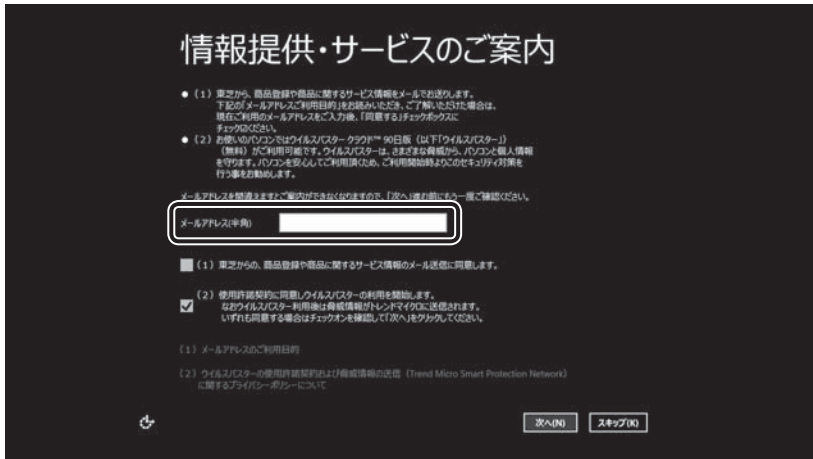 情報提供・サービスのご案内
● (1) 東芝から、商品登録や商品に関するサービス情報をメールでお送りします。
下記の「メールアドレスご利用目的」をお読みいただき、ご了解いただけた場合は、
現在ご利用のメールアドレスをご入力後、「同意する」チェックボックスに
チェック☑ください。
● (2) お使いのパソコンではウイルスバスター クラウド™ 90日版 (以下「ウイルスバスター」)
(無料) がご利用可能です。ウイルスバスターは、さまざまな脅威から、パソコンと個人情報
を守ります。パソコンを安心してご利用頂くため、ご利用開始時よりこのセキュリティ対策を
行う事をお勧めします。
メールアドレスを間違えますとご案内ができなくなりますので、「次へ」進む前にもう一度ご確認ください。
メールアドレス(半角)
(1) 東芝からの、商品登録や商品に関するサービス情報のメール送信に同意します。
(2) 使用許諾契約に同意しウイルスバスターの利用を開始します。
なおウイルスバスター利用後は脅威情報がトレンドマイクロに送信されます。
いずれも同意する場合はチェックオンを確認して「次へ」をクリックしてください。
(1) メールアドレスのご利用目的
(2) ウイルスバスターの使用許諾契約および脅威情報の送信 (Trend Micro Smart Protection Network)
に関するプライバシーポリシーについて
次へ(N) スキップ(K)